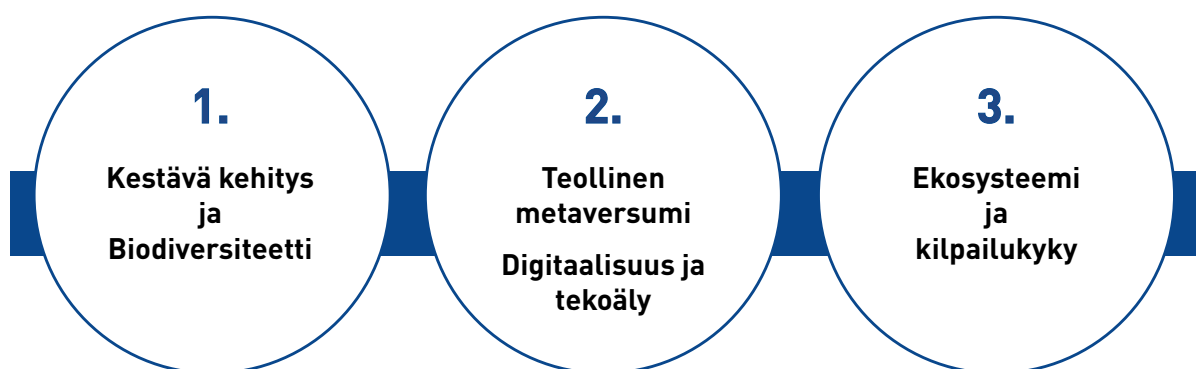 1.
Kestävä kehitys
ja
Biodiversiteetti
2.
Teollinen
metaversumi
Digitaalisuus ja
tekoäly
3.
Ekosysteemi
ja
kilpailukyky